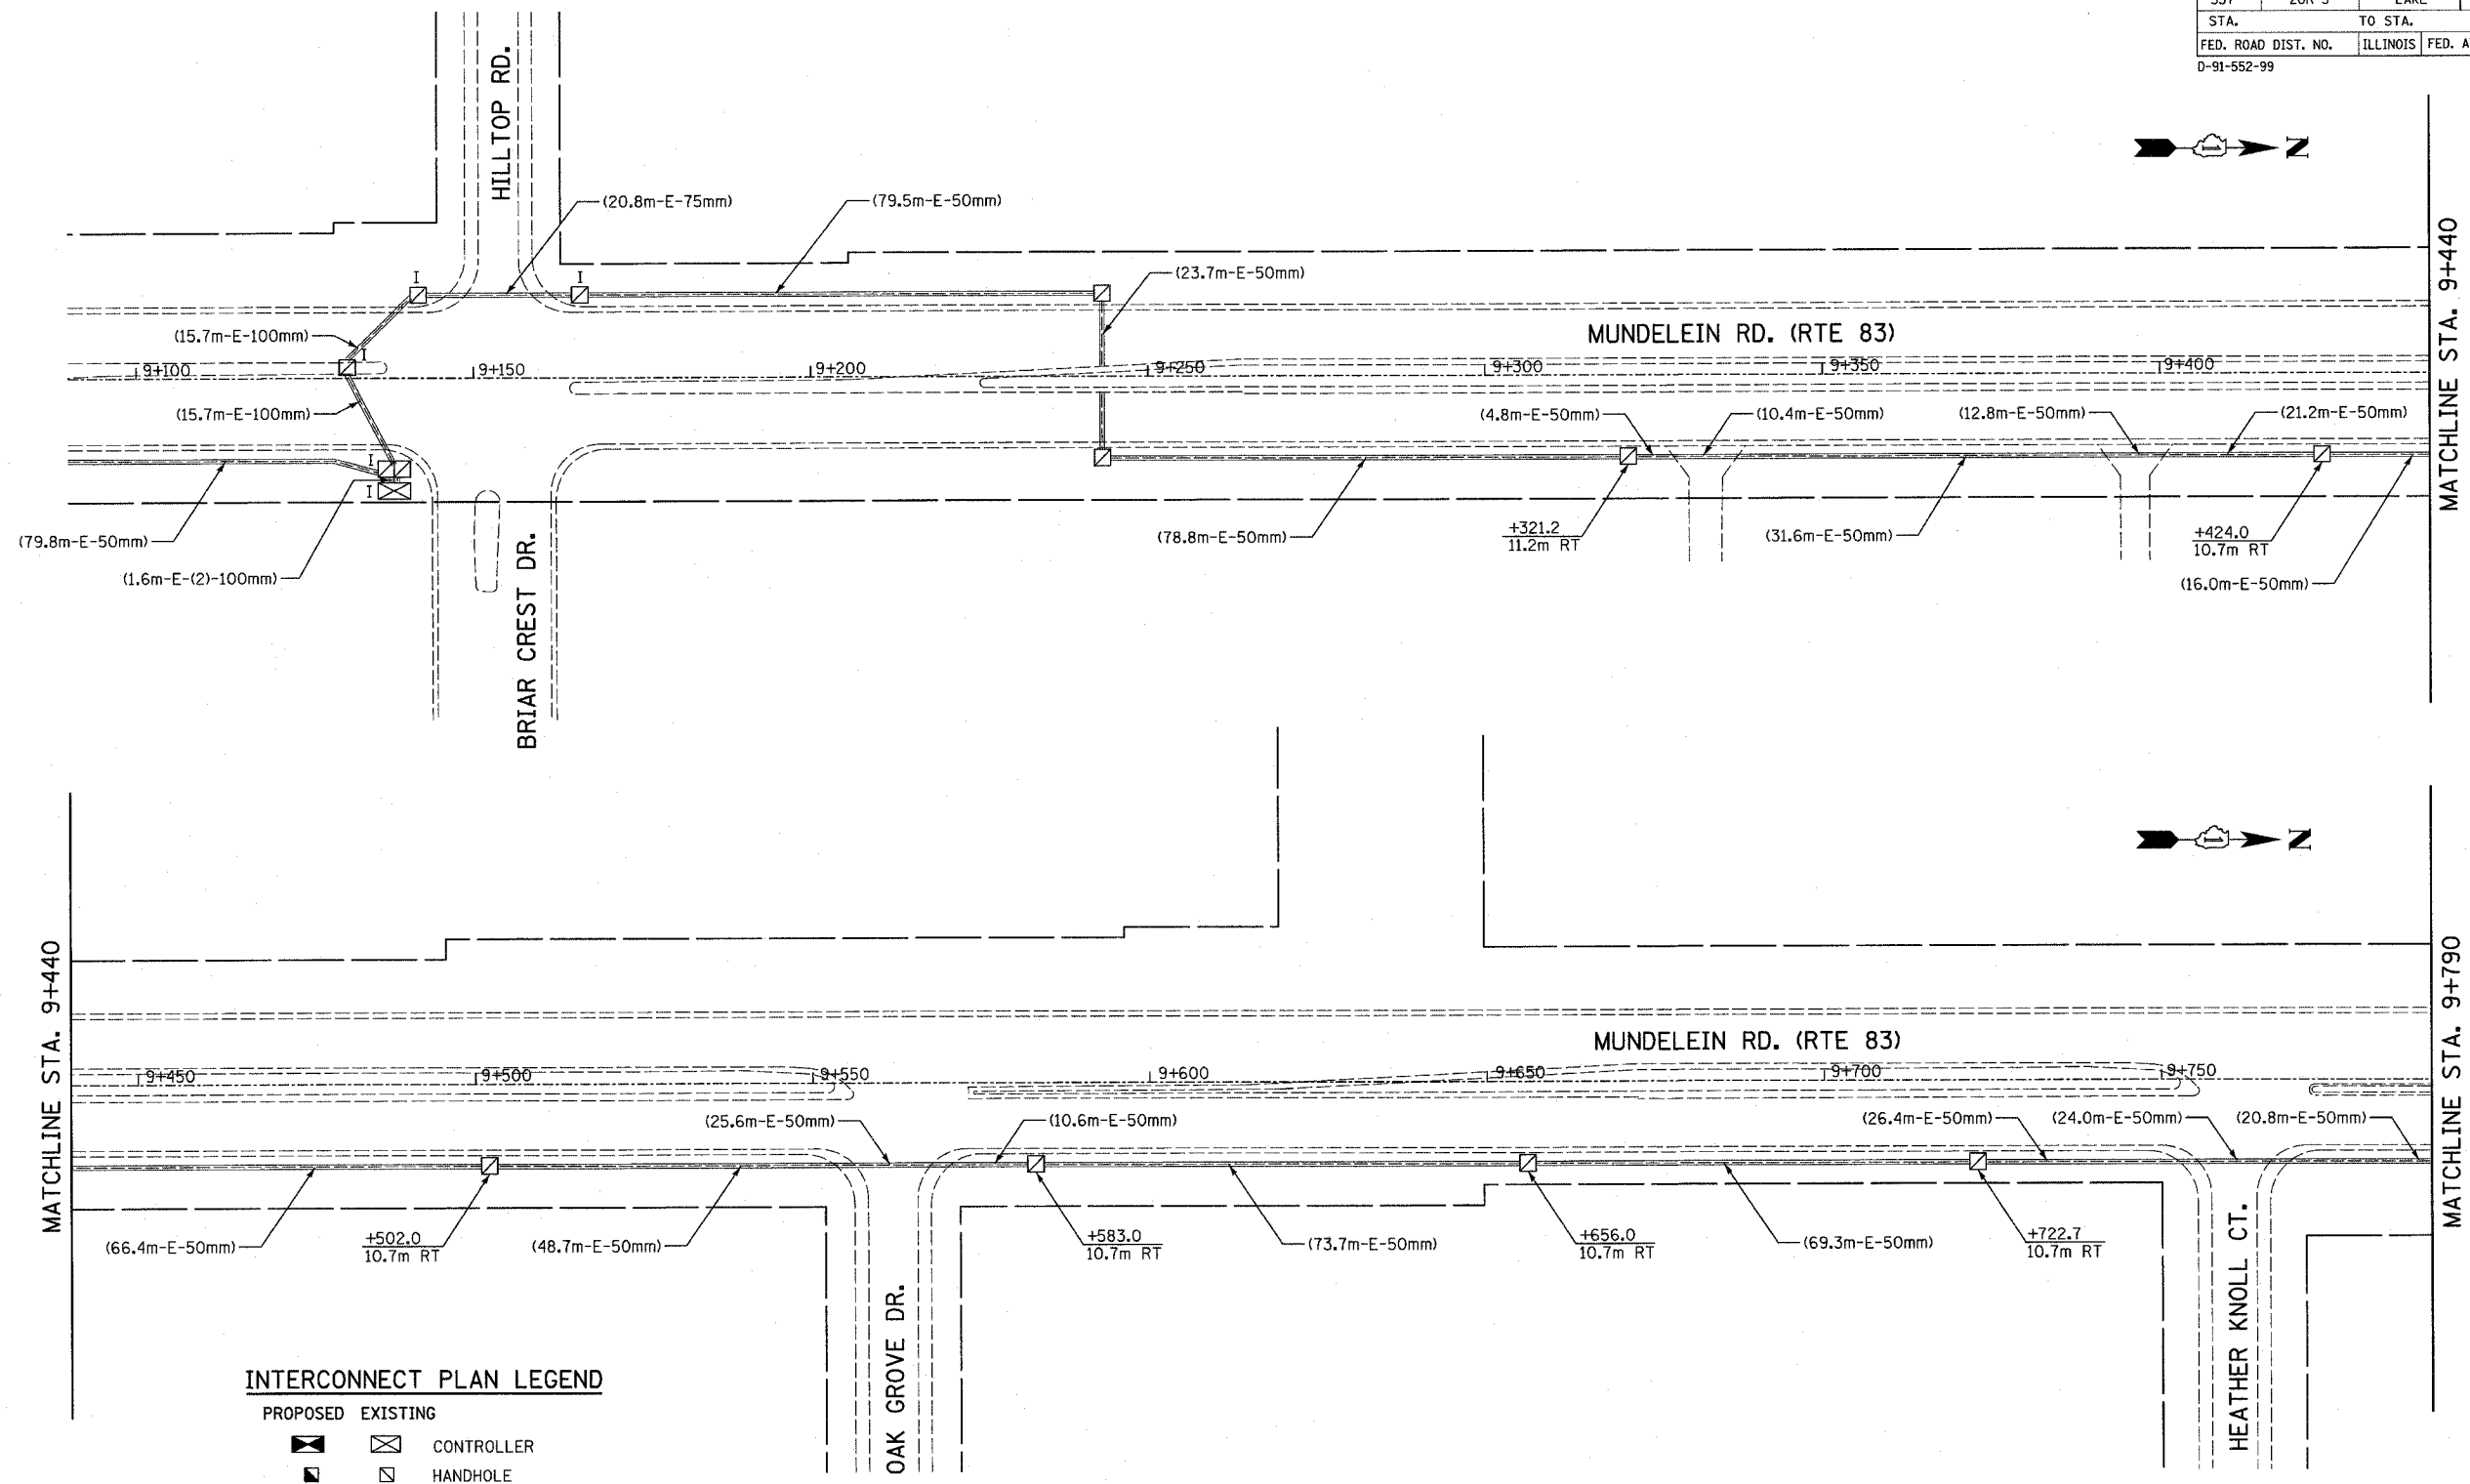 STA. TO STA.
FED. ROAD DIST. NO. ILLINOIS FED. A
D-91-552-99
HILLTOP RD.
N
(20.8m-E-75mm)
(79.5m-E-50mm)
(23.7m-E-50mm)
I
I
(15.7m-E-100mm)
I
MUNDELEIN RD. (RTE 83)
MATCHLINE STA. 9+440
9+100
9+150
9+200
9+250
9+300
9+350
9+400
(15.7m-E-100mm)
(4.8m-E-50mm)
(10.4m-E-50mm)
(12.8m-E-50mm)
(21.2m-E-50mm)
I
I
(79.8m-E-50mm)
(1.6m-E-(2)-100mm)
BRIAR CREST DR.
(78.8m-E-50mm)
+321.2
11.2m RT
(31.6m-E-50mm)
+424.0
10.7m RT
(16.0m-E-50mm)
N
MATCHLINE STA. 9+440
MUNDELEIN RD. (RTE 83)
MATCHLINE STA. 9+790
9+450
9+500
9+550
9+600
9+650
9+700
9+750
(25.6m-E-50mm)
(10.6m-E-50mm)
(26.4m-E-50mm)
(24.0m-E-50mm)
(20.8m-E-50mm)
(66.4m-E-50mm)
+502.0
10.7m RT
(48.7m-E-50mm)
+583.0
10.7m RT
(73.7m-E-50mm)
+656.0
10.7m RT
(69.3m-E-50mm)
+722.7
10.7m RT
OAK GROVE DR.
HEATHER KNOLL CT.
INTERCONNECT PLAN LEGEND
PROPOSED EXISTING
CONTROLLER
HANDHOLE